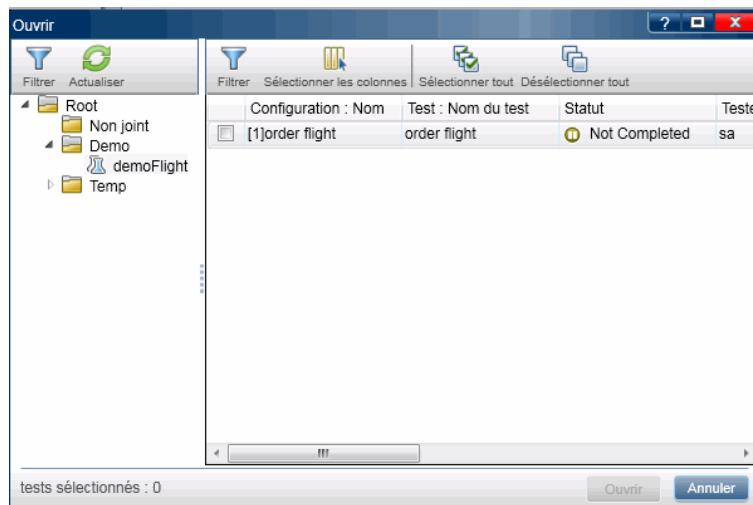 Ouvrir
?
X
Filtrer Actualiser
Filtrer Sélectionner les colonnes Sélectionner tout Désélectionner tout
Root
Non joint
Demo
demoFlight
Temp
Configuration : Nom Test : Nom du test Statut Teste
[1]order flight order flight Not Completed sa
tests sélectionnés : 0
Ouvrir Annuler